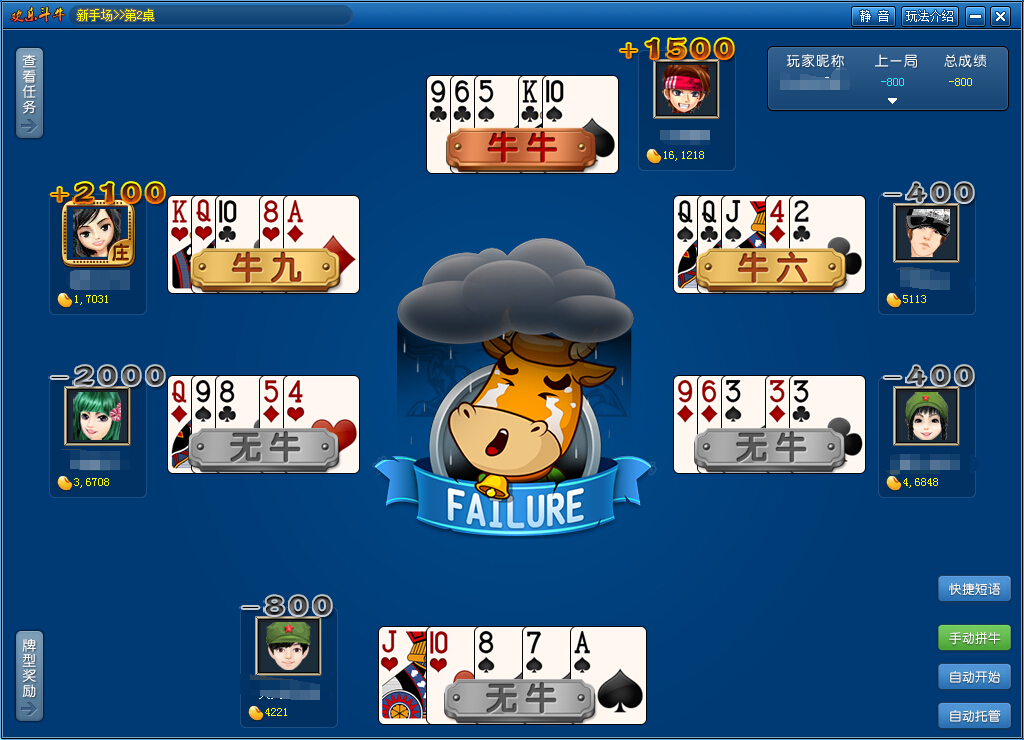 欢乐斗牛 新手场>>第2桌
静 音 玩法介绍
查看任务
+1500
玩家昵称 上一局 总成绩
-800 -800
9 6 5 K 10
牛牛
16,1218
+2100
K Q 10 8 A
牛九
庄
1,7031
-400
Q Q J 4 2
牛六
5113
-2000
Q 9 8 5 4
无牛
3,6708
-400
9 6 3 3 3
无牛
4,6848
FAILURE
-800
J 10 8 7 A
无牛
4221
牌型奖励
快捷短语
手动拼牛
自动开始
自动托管